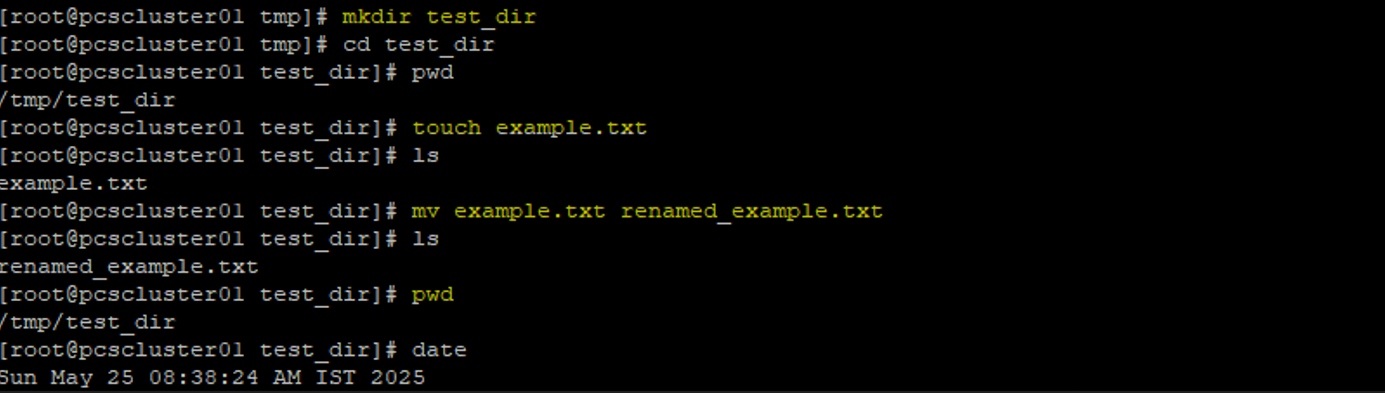 [root@pcscluster01 tmp]# mkdir test_dir
[root@pcscluster01 tmp]# cd test_dir
[root@pcscluster01 test_dir]# pwd
/tmp/test_dir
[root@pcscluster01 test_dir]# touch example.txt
[root@pcscluster01 test_dir]# ls
example.txt
[root@pcscluster01 test_dir]# mv example.txt renamed_example.txt
[root@pcscluster01 test_dir]# ls
renamed_example.txt
[root@pcscluster01 test_dir]# pwd
/tmp/test_dir
[root@pcscluster01 test_dir]# date
Sun May 25 08:38:24 AM IST 2025